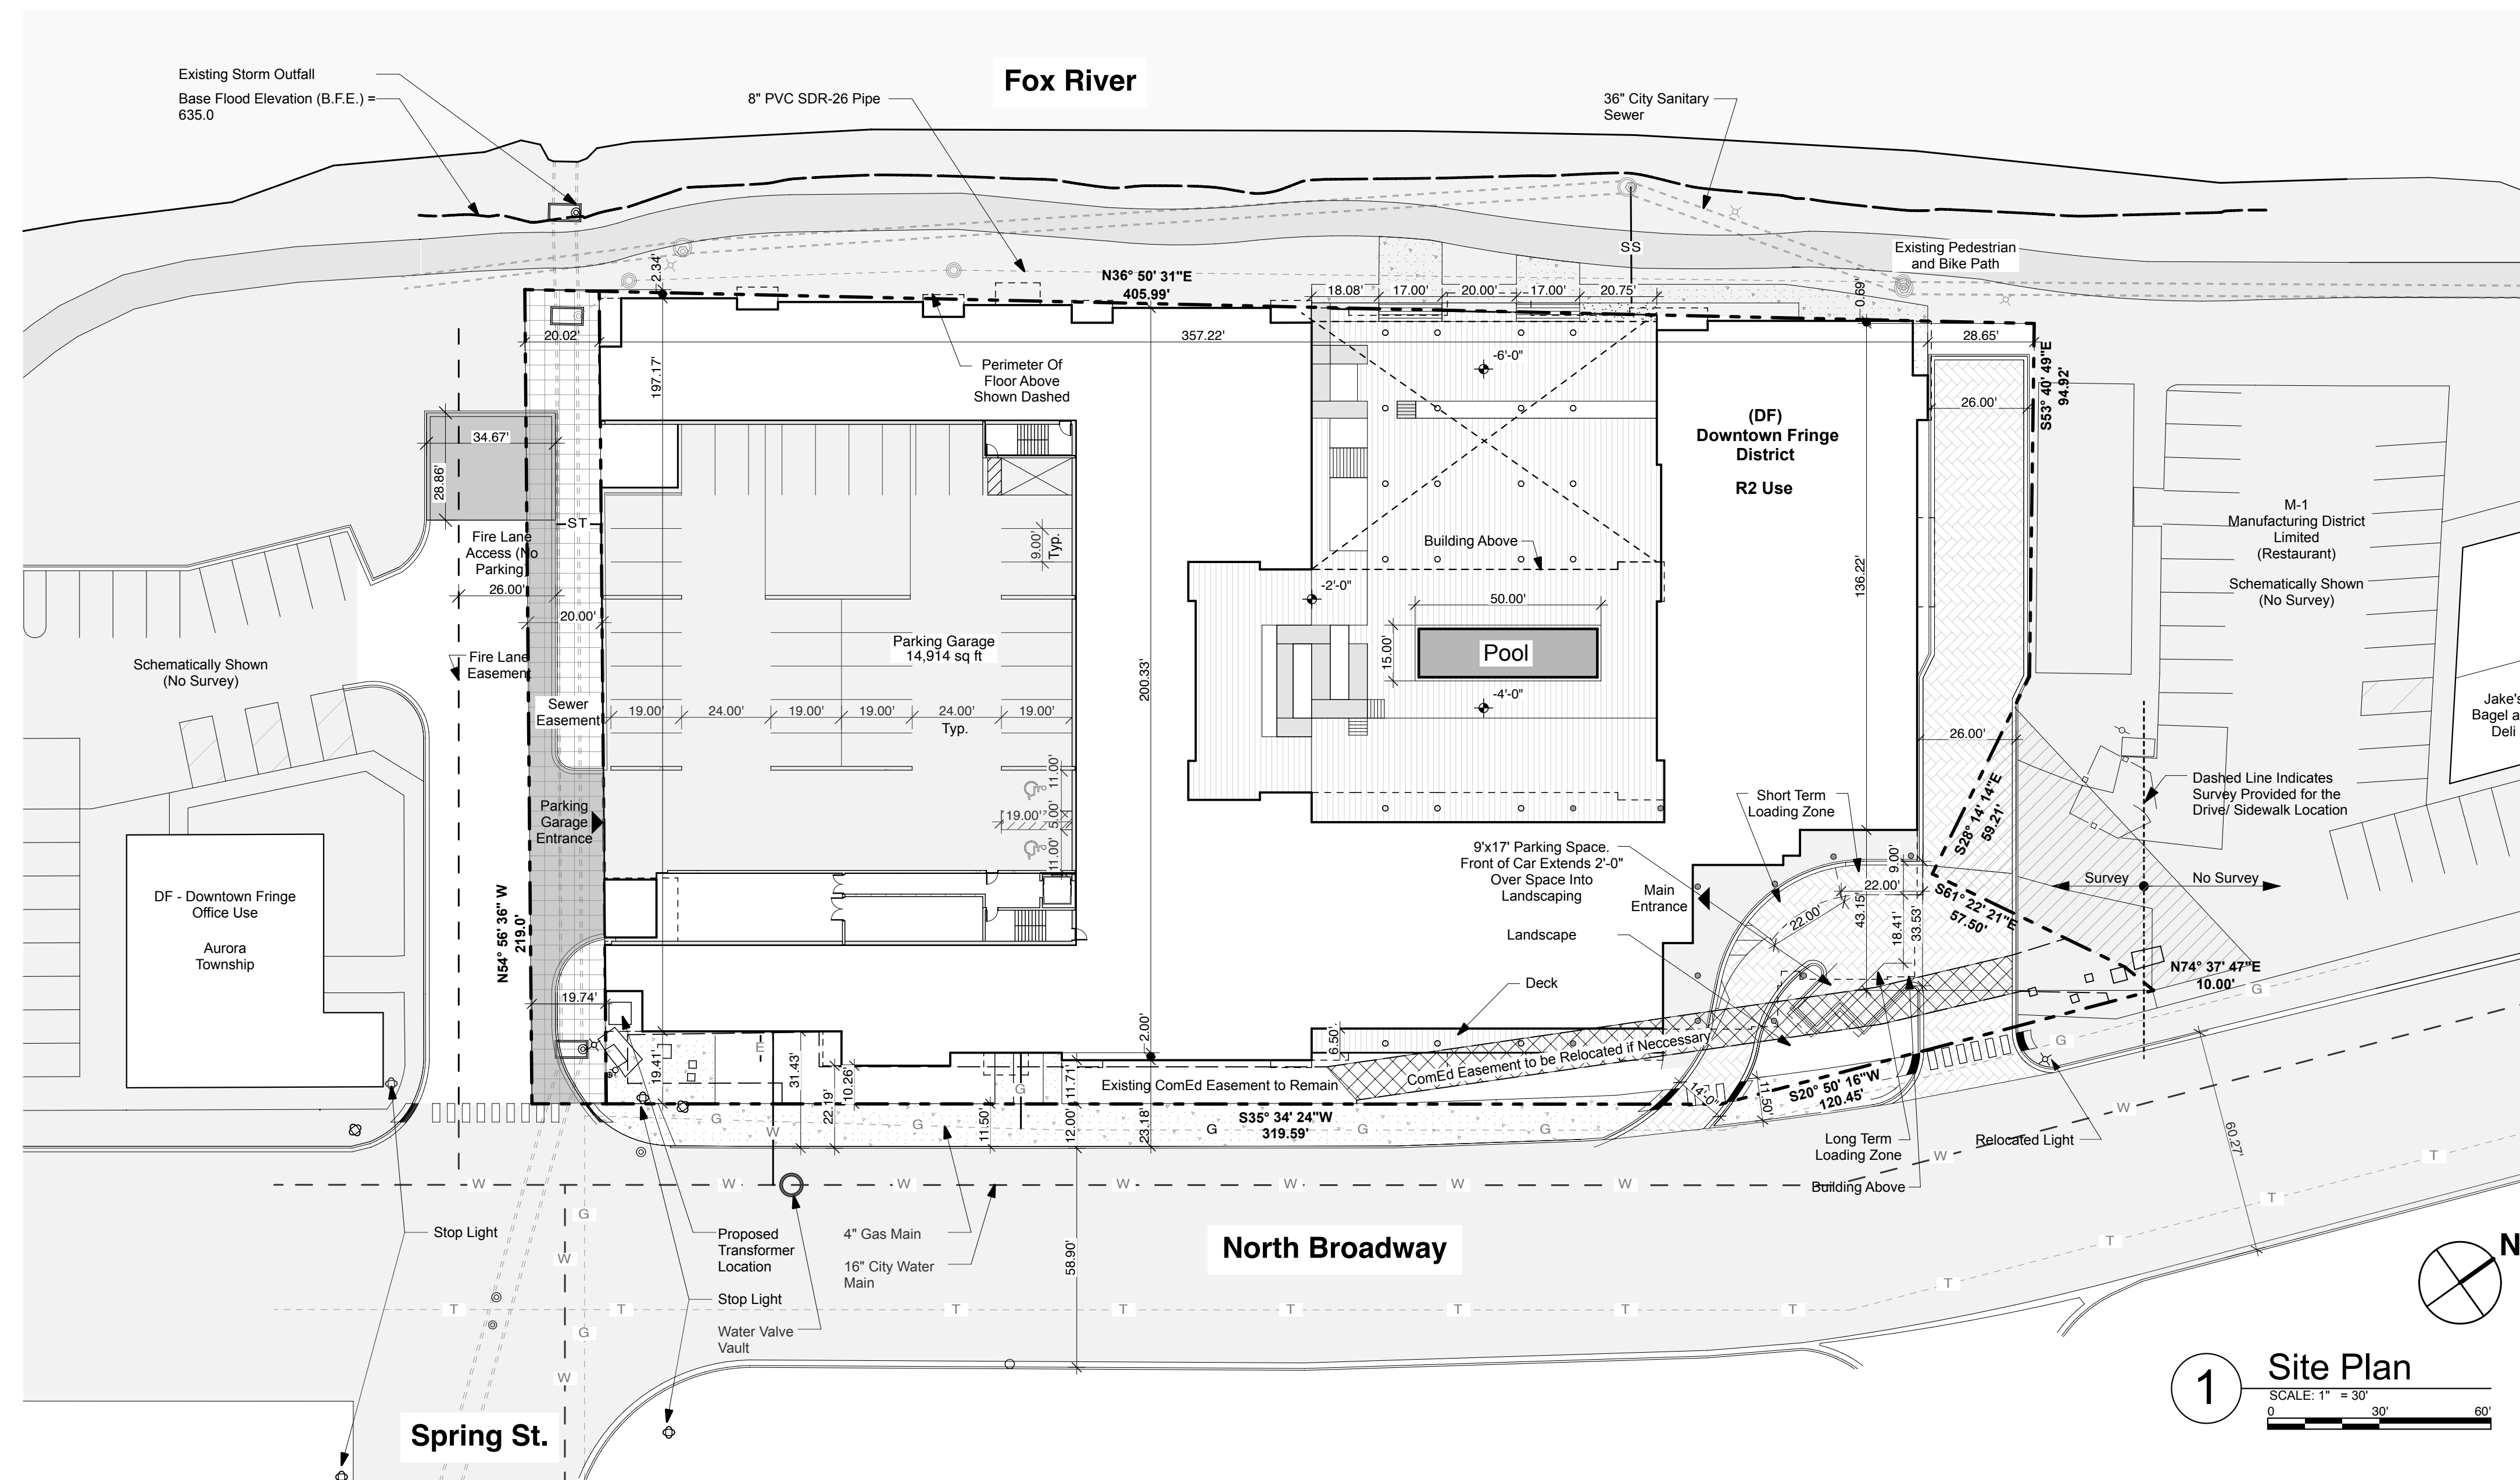 Fox River
Existing Storm Outfall
Base Flood Elevation (B.F.E.) =
635.0
8" PVC SDR-26 Pipe
36" City Sanitary
Sewer
SS
Existing Pedestrian
and Bike Path
2.34'
N36° 50' 31"E
405.99'
18.08'
17.00'
20.00'
17.00'
20.75'
0.69'
20.02'
357.22'
28.65'
S53° 40' 49"E
94.92'
197.17'
Perimeter Of
Floor Above
Shown Dashed
-6'-0"
(DF)
Downtown Fringe
District
R2 Use
26.00'
34.67'
28.86'
ST
Fire Lane
Access (No
Parking)
26.00'
20.00'
9.00'
Typ.
Building Above
-2'-0"
50.00'
15.00'
Pool
-4'-0"
136.22'
M-1
Manufacturing District
Limited
(Restaurant)
Schematically Shown
(No Survey)
Schematically Shown
(No Survey)
Fire Lane
Easement
Parking Garage
14,914 sq ft
200.33'
Sewer
Easement
19.00'
24.00'
19.00'
19.00'
24.00'
19.00'
Typ.
26.00'
Jake's
Bagel a
Deli
11.00'
19.00'
5.00'
11.00'
Parking
Garage
Entrance
Short Term
Loading Zone
S28° 14' 14"E
59.21'
Dashed Line Indicates
Survey Provided for the
Drive/ Sidewalk Location
9'x17' Parking Space.
Front of Car Extends 2'-0"
Over Space Into
Landscaping
Main
Entrance
9.00'
22.00'
22.00'
43.15'
18.41'
33.53'
S61° 22' 21"E
57.50'
Survey
No Survey
DF - Downtown Fringe
Office Use
Aurora
Township
N54° 56' 36" W
219.0'
Landscape
Deck
N74° 37' 47"E
10.00'
G
19.74'
2.00'
6.50'
E
19.41'
31.43'
22.19'
10.26'
G
11.71'
Existing ComEd Easement to Remain
ComEd Easement to be Relocated if Neccessary
G
14'-0"
11.50'
S20° 50' 16"W
120.45'
W
G
W
G
11.50'
12.00'
23.18'
G
S35° 34' 24"W
319.59'
G
G
Long Term
Loading Zone
Relocated Light
W
60.27'
T
Building Above
W
W
W
W
W
W
W
T
G
Stop Light
Proposed
Transformer
Location
4" Gas Main
16" City Water
Main
North Broadway
58.90'
W
T
N
T
T
T
T
T
T
T
T
T
T
Stop Light
Water Valve
Vault
G
W
Spring St.
1
Site Plan
SCALE: 1" = 30'
0
30'
60'